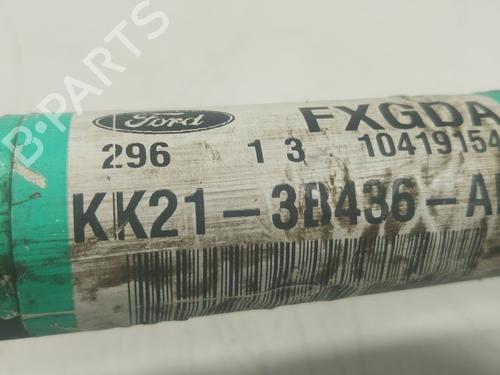 B-PARTS
Ford
FXGDA
296 1 3 10419154
KK21-3B436-A